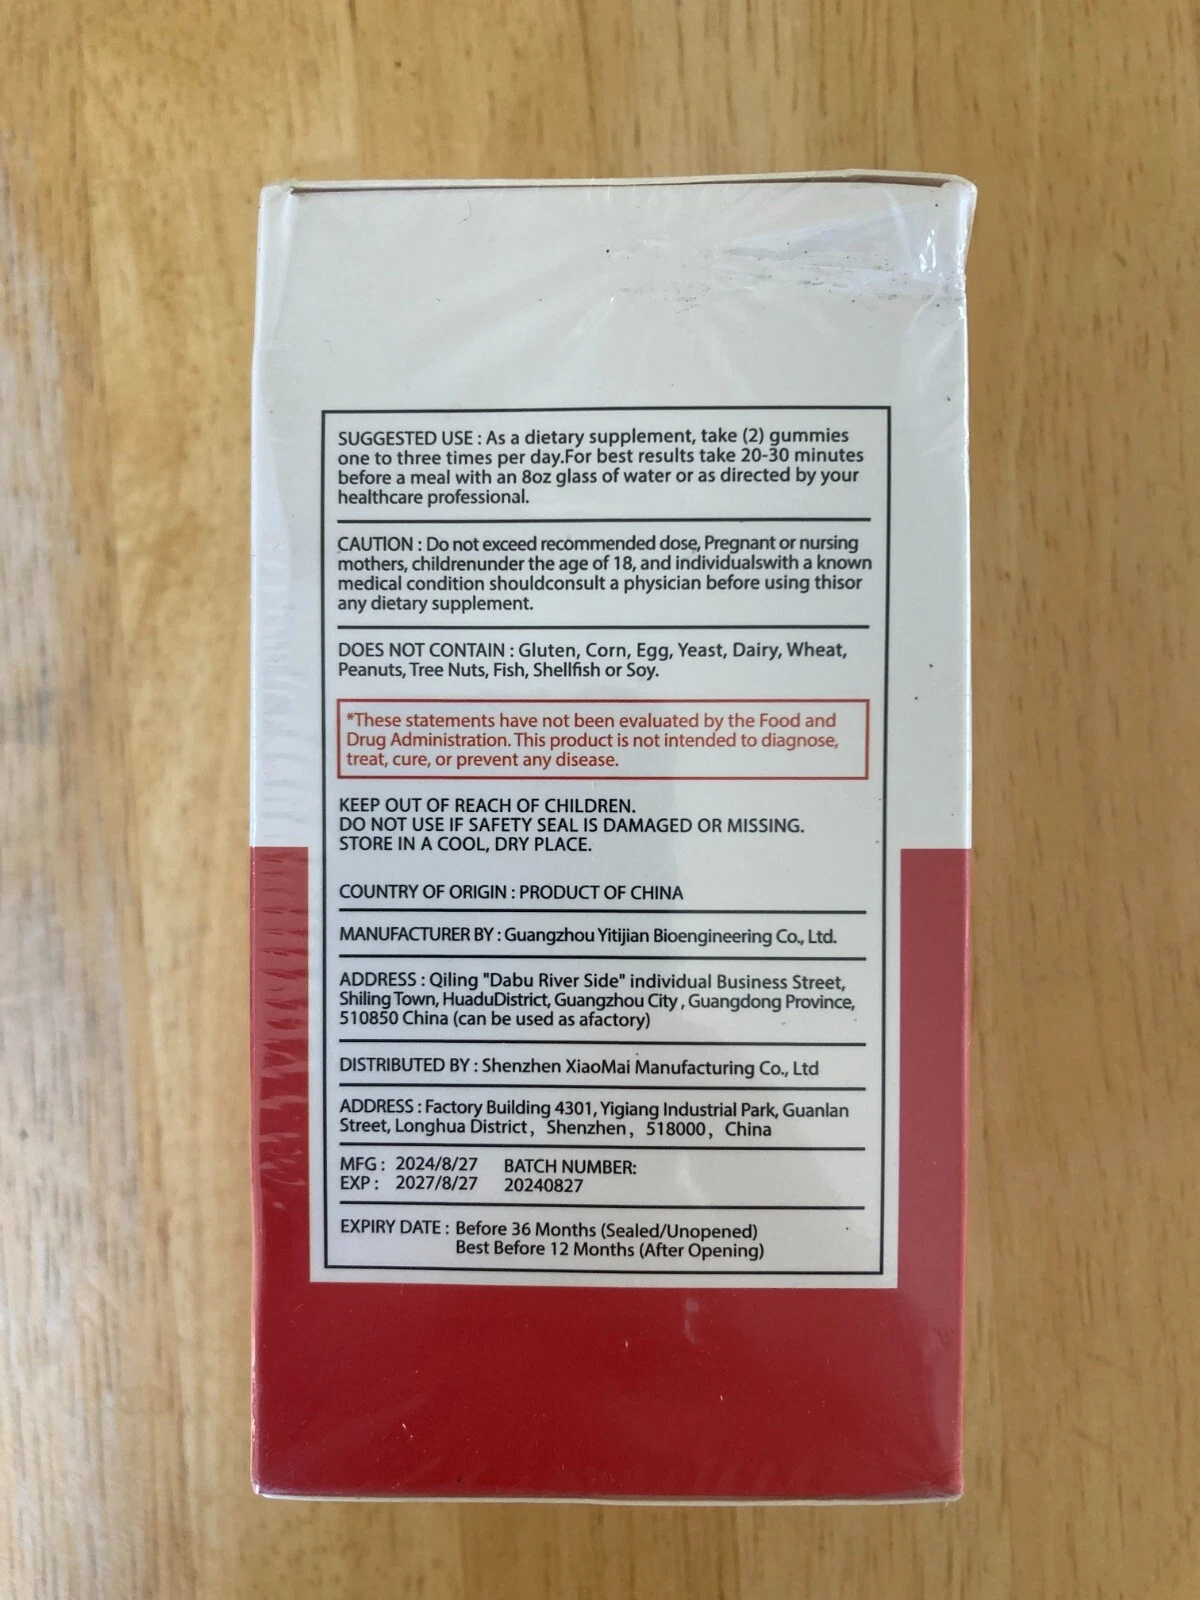 SUGGESTED USE : As a dietary supplement, take (2) gummies
one to three times per day.For best results take 20-30 minutes
before a meal with an 8oz glass of water or as directed by your
healthcare professional.
CAUTION : Do not exceed recommended dose, Pregnant or nursing
mothers, childrenunder the age of 18, and individualswith a known
medical condition shouldconsult a physician before using thisor
any dietary supplement.
DOES NOT CONTAIN : Gluten, Corn, Egg, Yeast, Dairy, Wheat,
Peanuts, Tree Nuts, Fish, Shellfish or Soy.
*These statements have not been evaluated by the Food and
Drug Administration. This product is not intended to diagnose,
treat, cure, or prevent any disease.
KEEP OUT OF REACH OF CHILDREN.
DO NOT USE IF SAFETY SEAL IS DAMAGED OR MISSING.
STORE IN A COOL, DRY PLACE.
COUNTRY OF ORIGIN : PRODUCT OF CHINA
MANUFACTURER BY : Guangzhou Yitijian Bioengineering Co., Ltd.
ADDRESS : Qiling "Dabu River Side" individual Business Street,
Shiling Town, HuaduDistrict, Guangzhou City , Guangdong Province,
510850 China (can be used as afactory)
DISTRIBUTED BY : Shenzhen XiaoMai Manufacturing Co., Ltd
ADDRESS : Factory Building 4301, Yigiang Industrial Park, Guanlan
Street, Longhua District， Shenzhen， 518000， China
MFG : 2024/8/27 BATCH NUMBER:
EXP : 2027/8/27 20240827
EXPIRY DATE : Before 36 Months (Sealed/Unopened)
Best Before 12 Months (After Opening)